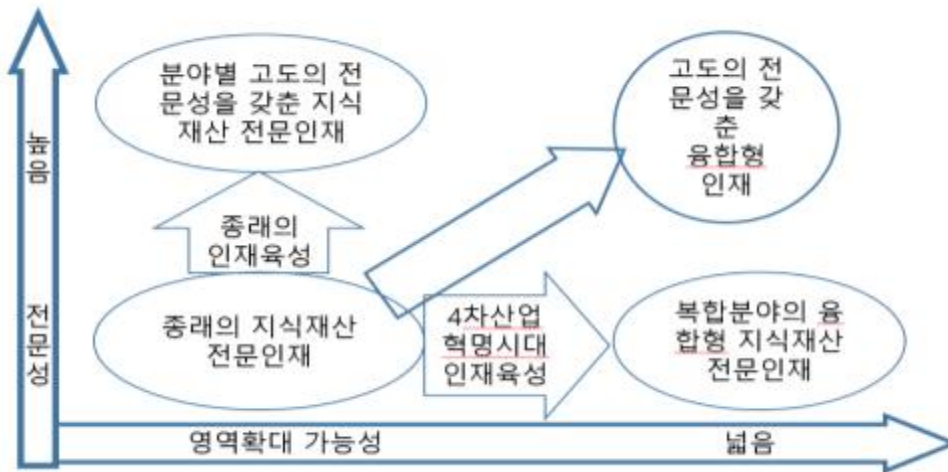 분야별 고도의 전
문성을 갖춘 지식
재산 전문인재
고도의 전
문성을 갖
춘
융합형
인재
높음
종래의
인재육성
전문성
종래의 지식재산
전문인재
4차산업
혁명시대
인재육성
복합분야의 융
합형 지식재산
전문인재
영역확대 가능성
넓음